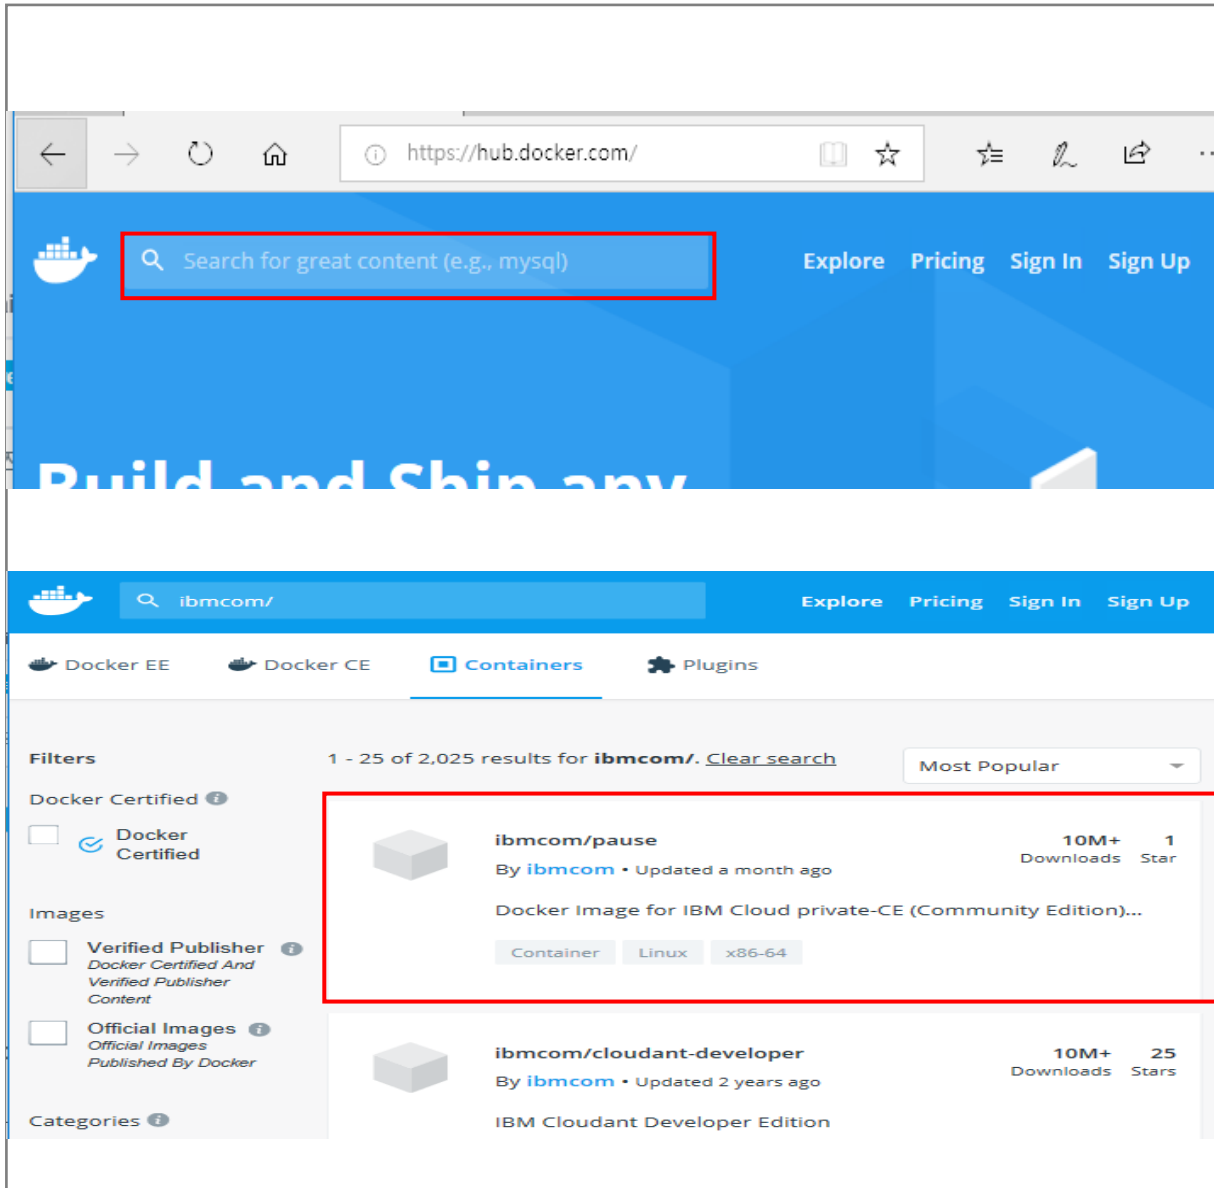 https://hub.docker.com/
Search for great content (e.g., mysql)
Explore Pricing Sign In Sign Up
Build and Ship any
ibmcom/
Explore Pricing Sign In Sign Up
Docker EE Docker CE Containers Plugins
Filters
1 - 25 of 2,025 results for ibmcom/. Clear search
Most Popular
Docker Certified
Docker
Certified
ibmcom/pause
10M+ 1
Downloads Star
By ibmcom • Updated a month ago
Docker Image for IBM Cloud private-CE (Community Edition)...
Container Linux x86-64
Images
Verified Publisher
Docker Certified And
Verified Publisher
Content
Official Images
Official Images
Published By Docker
ibmcom/cloudant-developer
10M+ 25
Downloads Stars
By ibmcom • Updated 2 years ago
IBM Cloudant Developer Edition
Categories